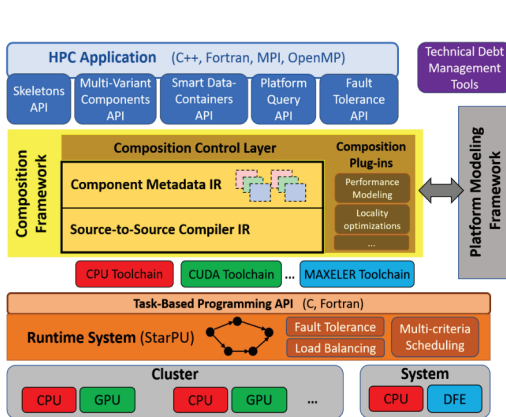 HPC Application (C++, Fortran, MPI, OpenMP)
Technical Debt
Management
Tools
Skeletons
API
Multi-Variant
Components
API
Smart Data-
Containers
API
Platform
Query
API
Fault
Tolerance
API
Composition
Framework
Composition Control Layer
Component Metadata IR
Source-to-Source Compiler IR
Composition
Plug-ins
Performance
Modeling
Locality
optimizations
...
Platform Modeling
Framework
CPU Toolchain
CUDA Toolchain
...
MAXELER Toolchain
Task-Based Programming API (C, Fortran)
Runtime System (StarPU)
Fault Tolerance
Load Balancing
Multi-criteria
Scheduling
Cluster
CPU
GPU
CPU
GPU
...
System
CPU
DFE